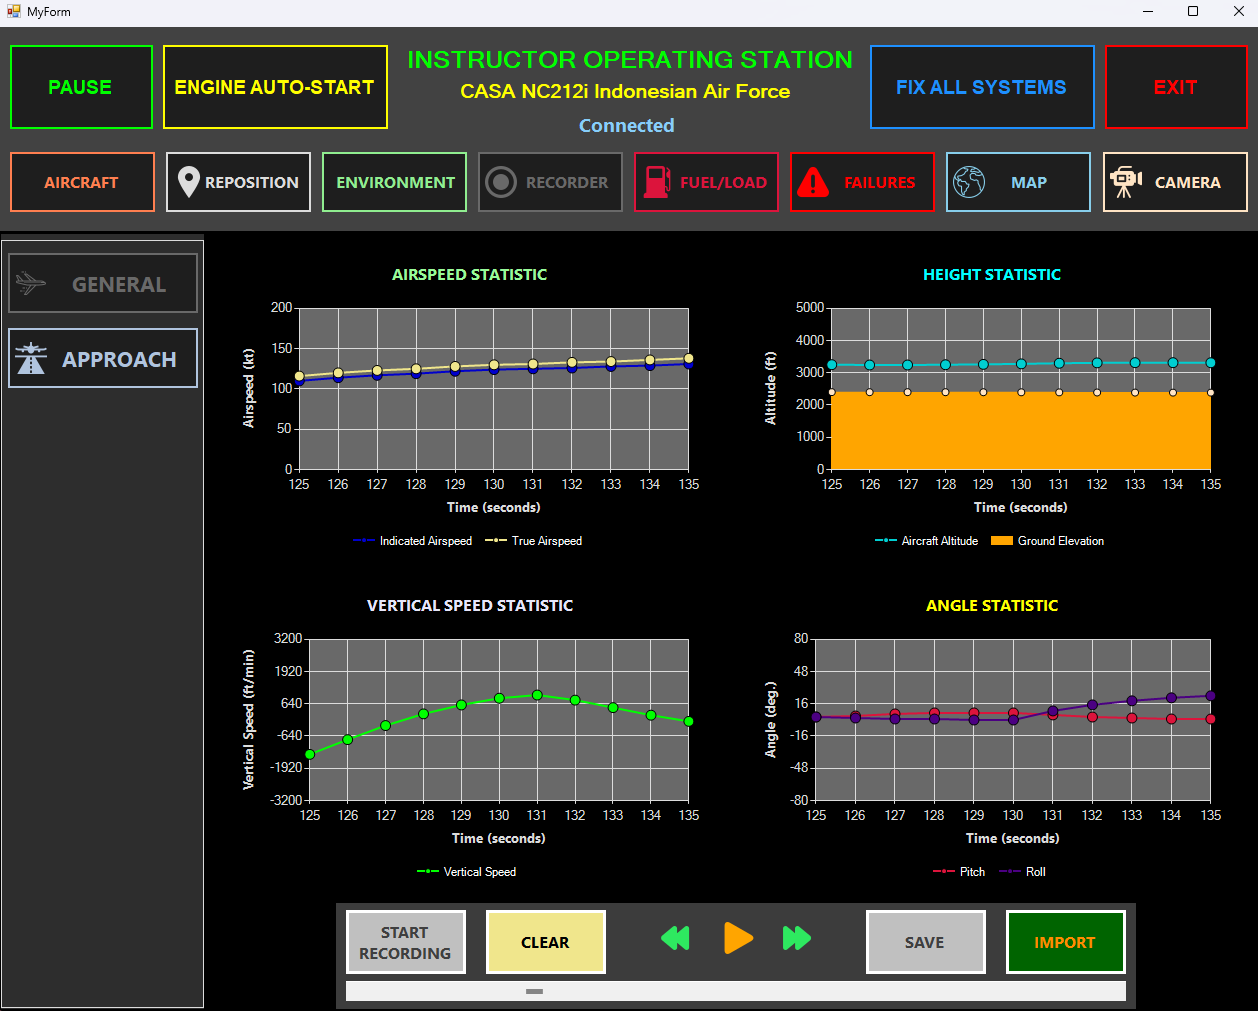 MyForm
PAUSE
ENGINE AUTO-START
INSTRUCTOR OPERATING STATION
CASA NC212i Indonesian Air Force
Connected
FIX ALL SYSTEMS
EXIT
AIRCRAFT
REPOSITION
ENVIRONMENT
RECORDER
FUEL/LOAD
FAILURES
MAP
CAMERA
GENERAL
APPROACH
AIRSPEED STATISTIC
Airspeed (kt)
200
150
100
50
0
125 126 127 128 129 130 131 132 133 134 135
Time (seconds)
Indicated Airspeed True Airspeed
HEIGHT STATISTIC
Altitude (ft)
5000
4000
3000
2000
1000
0
125 126 127 128 129 130 131 132 133 134 135
Time (seconds)
Aircraft Altitude Ground Elevation
VERTICAL SPEED STATISTIC
Vertical Speed (ft/min)
3200
1920
640
-640
-1920
-3200
125 126 127 128 129 130 131 132 133 134 135
Time (seconds)
Vertical Speed
ANGLE STATISTIC
Angle (deg.)
80
48
16
-16
-48
-80
125 126 127 128 129 130 131 132 133 134 135
Time (seconds)
Pitch Roll
START
RECORDING
CLEAR
SAVE
IMPORT